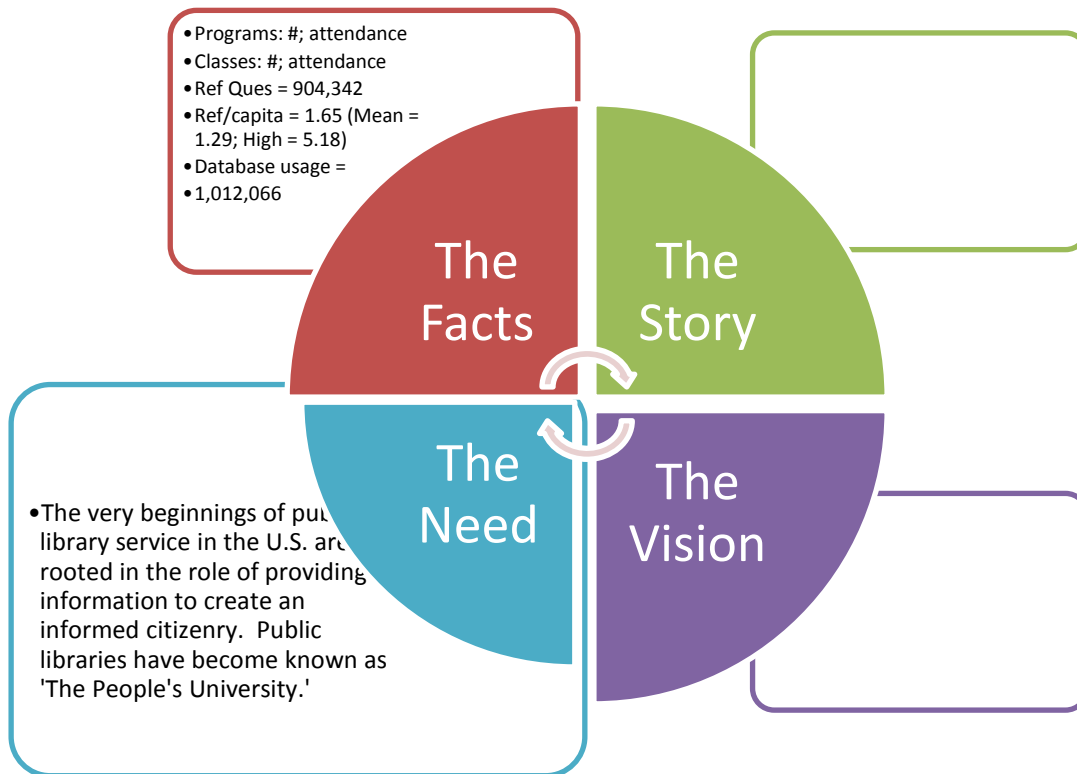 •Programs: #; attendance
•Classes: #; attendance
•Ref Ques = 904,342
•Ref/capita = 1.65 (Mean =
1.29; High = 5.18)
•Database usage =
•1,012,066
The
Facts
The
Story
The
Need
The
Vision
•The very beginnings of public
library service in the U.S. are
rooted in the role of providing
information to create an
informed citizenry.  Public
libraries have become known as
'The People's University.'